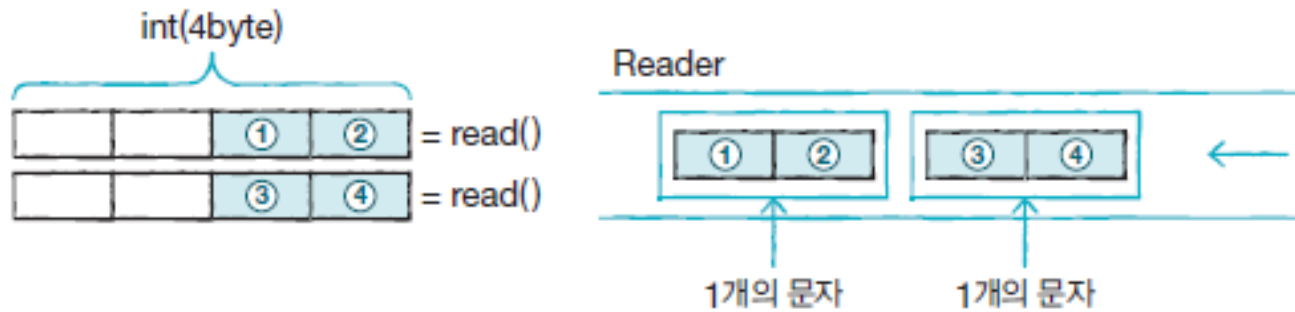 int(4byte)
① ② = read()
③ ④ = read()
Reader
① ② ③ ④
1개의 문자 1개의 문자